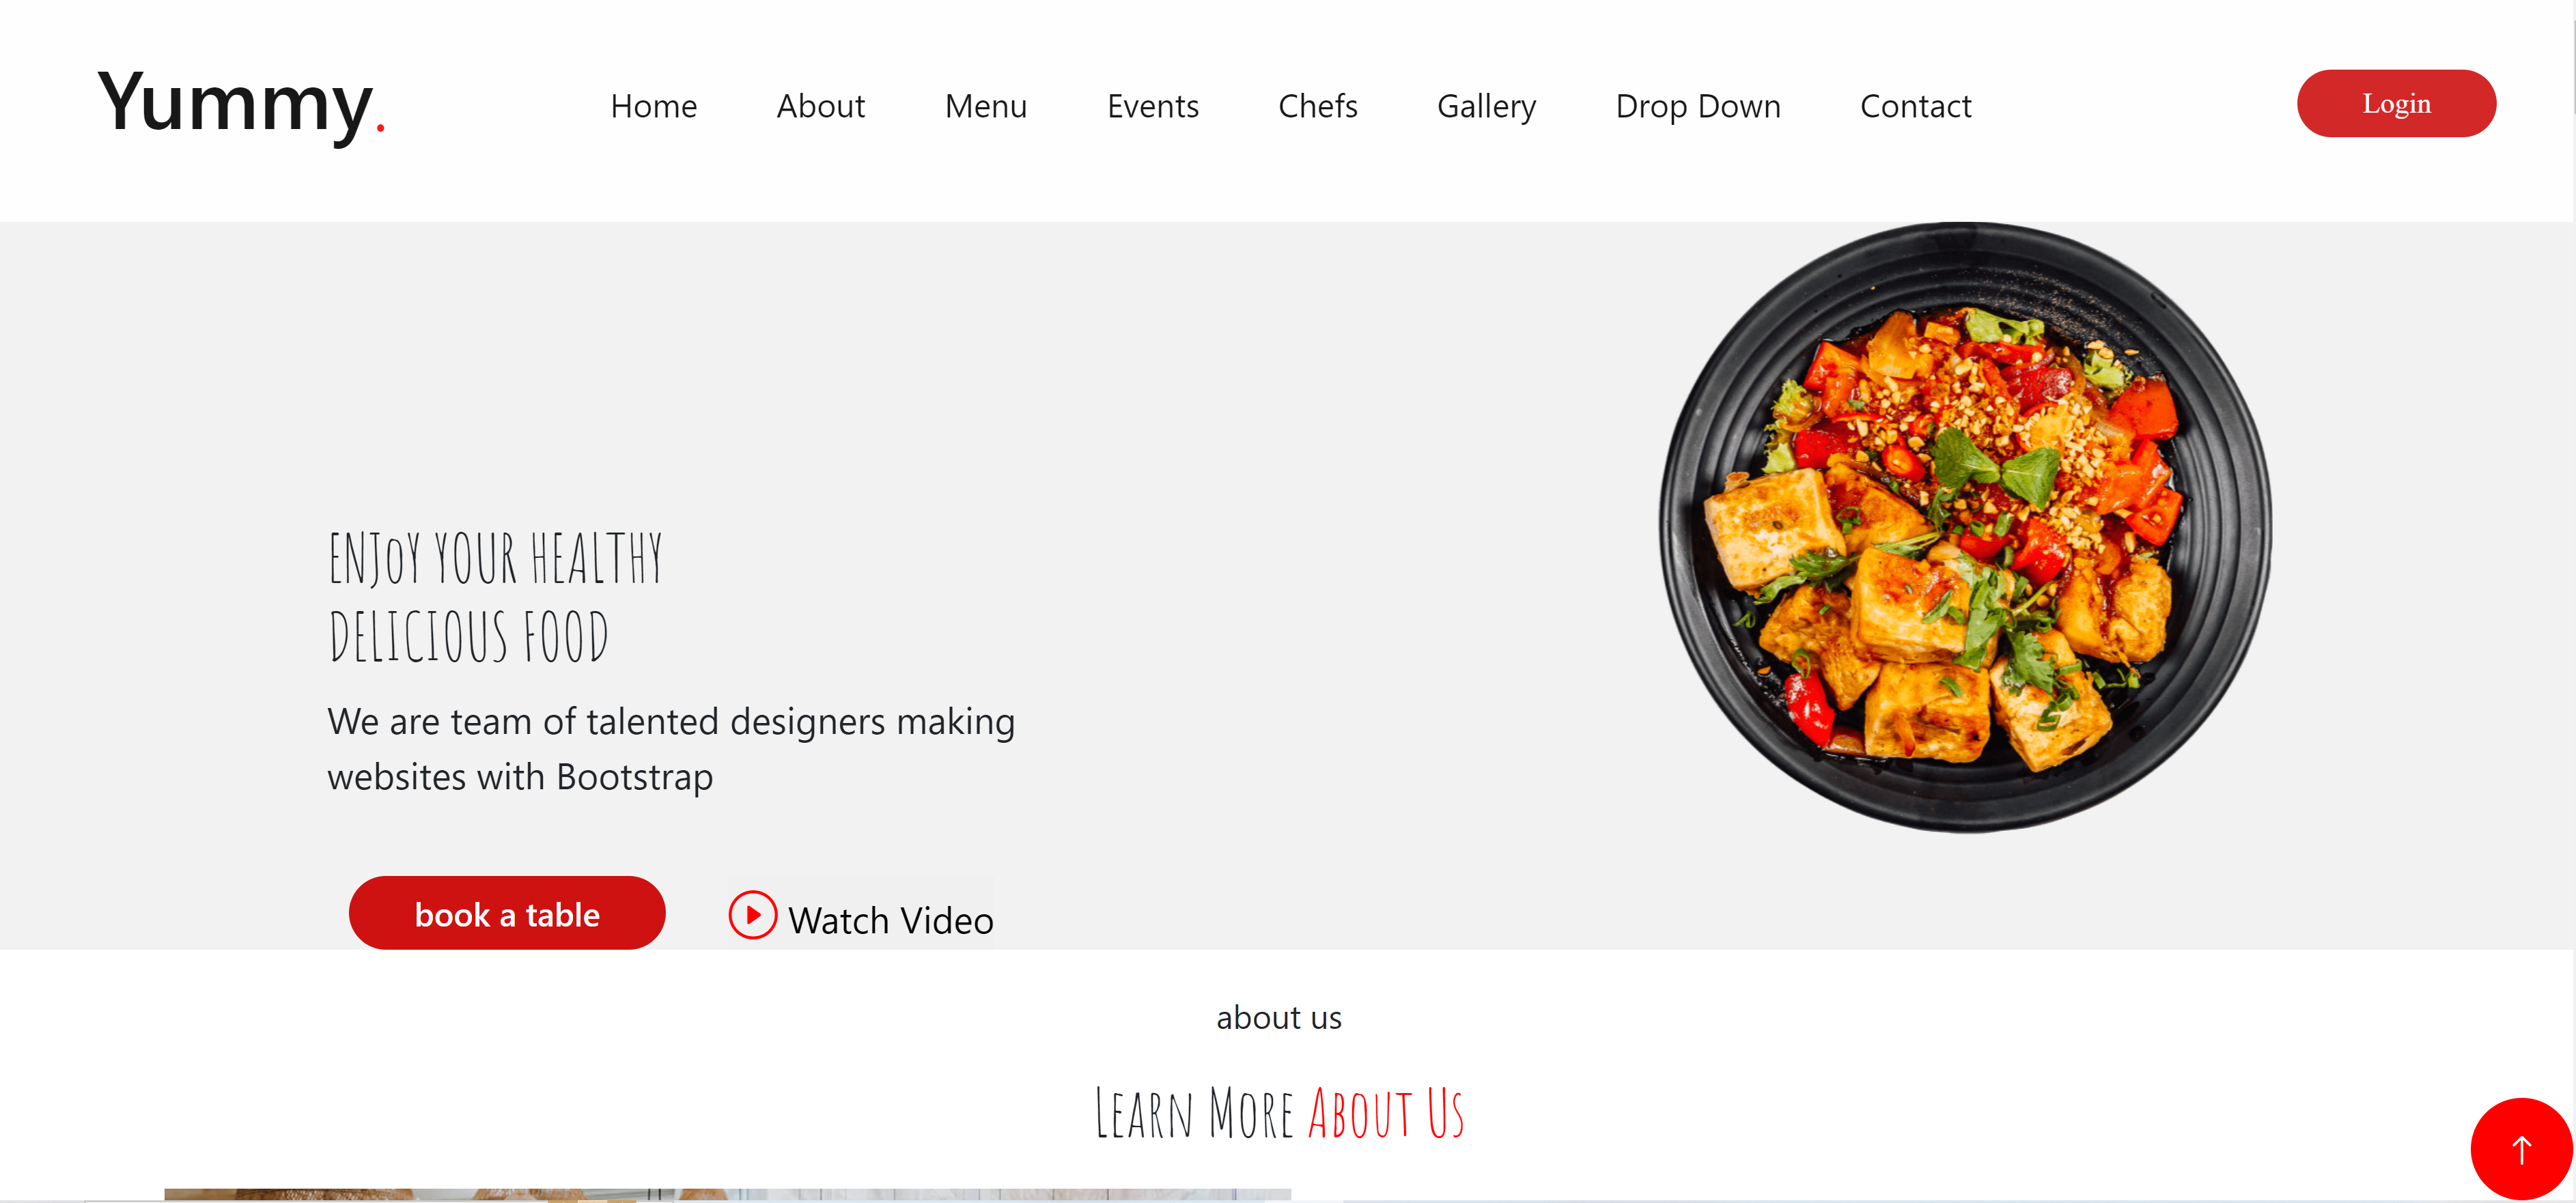 Yummy.
Home About Menu Events Chefs Gallery Drop Down Contact
Login
ENJoY YOUR HEALTHY
DELICIOUS FOOD
We are team of talented designers making
websites with Bootstrap
book a table
Watch Video
about us
Learn More About Us